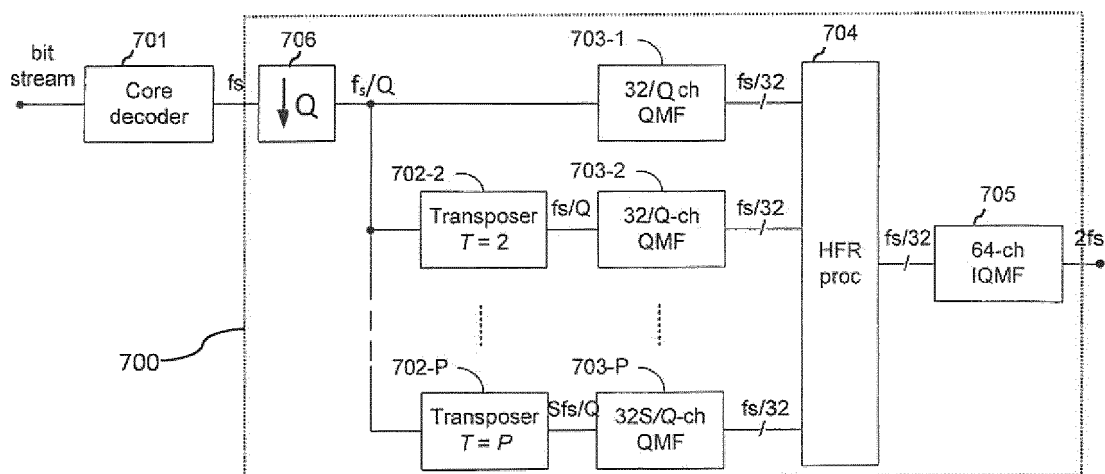 bit stream
701
Core decoder
fs
706
↓ Q
fs/Q
703-1
32/Q ch QMF
fs/32
704
HFR proc
702-2
Transposer T = 2
fs/Q
703-2
32/Q-ch QMF
fs/32
fs/32
705
64-ch IQMF
2fs
700
702-P
Transposer T = P
Sfs/Q
703-P
32S/Q-ch QMF
fs/32